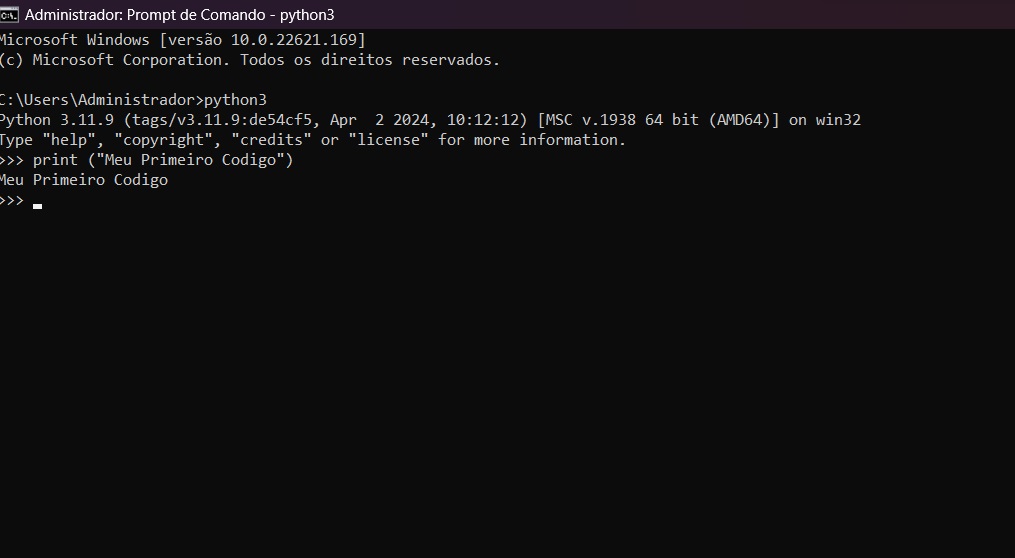 Administrador: Prompt de Comando - python3
Microsoft Windows [versão 10.0.22621.169]
(c) Microsoft Corporation. Todos os direitos reservados.
C:\Users\Administrador>python3
Python 3.11.9 (tags/v3.11.9:de54cf5, Apr  2 2024, 10:12:12) [MSC v.1938 64 bit (AMD64)] on win32
Type "help", "copyright", "credits" or "license" for more information.
>>> print ("Meu Primeiro Codigo")
Meu Primeiro Codigo
>>>